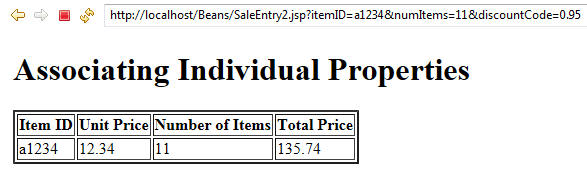 http://localhost/Beans/SaleEntry2.jsp?itemID=a1234&numItems=11&discountCode=0.95
Associating Individual Properties
Item ID Unit Price Number of Items Total Price
a1234 12.34 11 135.74